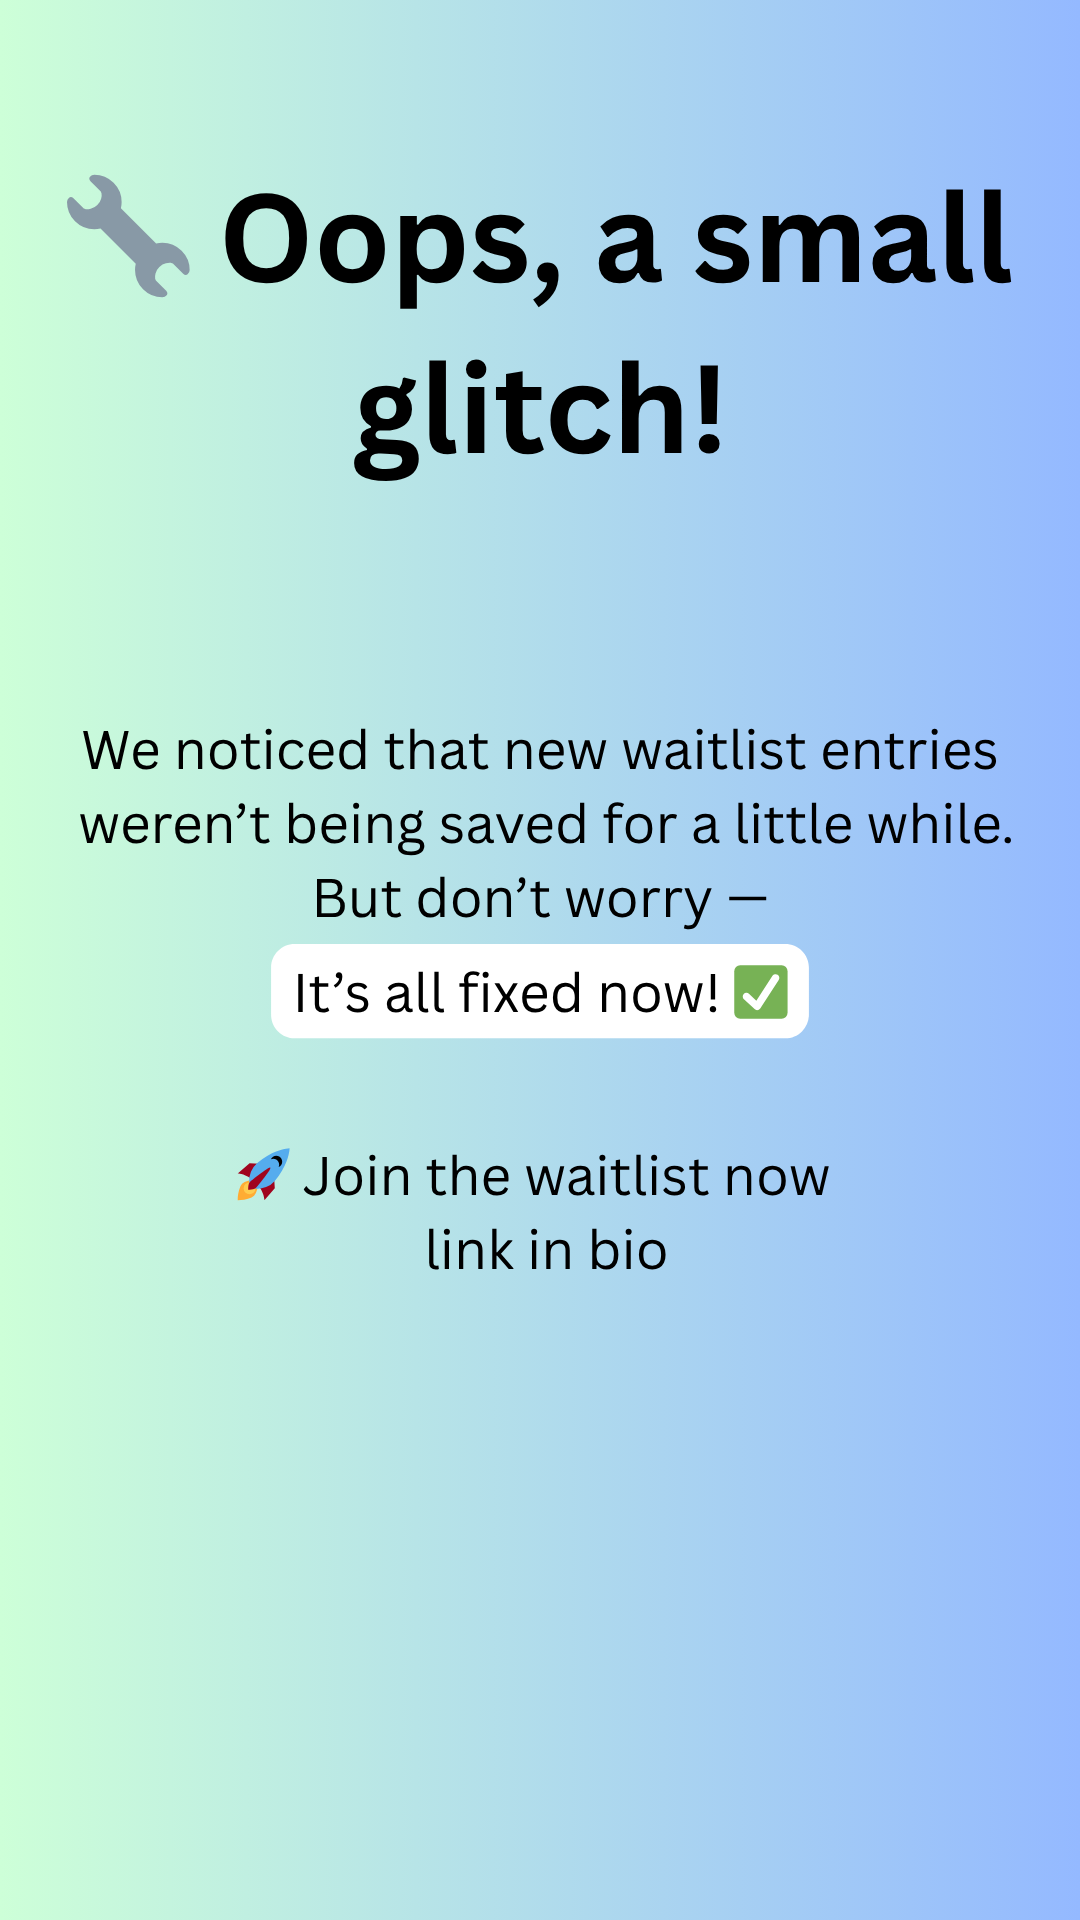 🔧 Oops, a small
glitch!
We noticed that new waitlist entries
weren’t being saved for a little while.
But don’t worry —
It’s all fixed now! ✅
🚀 Join the waitlist now
link in bio